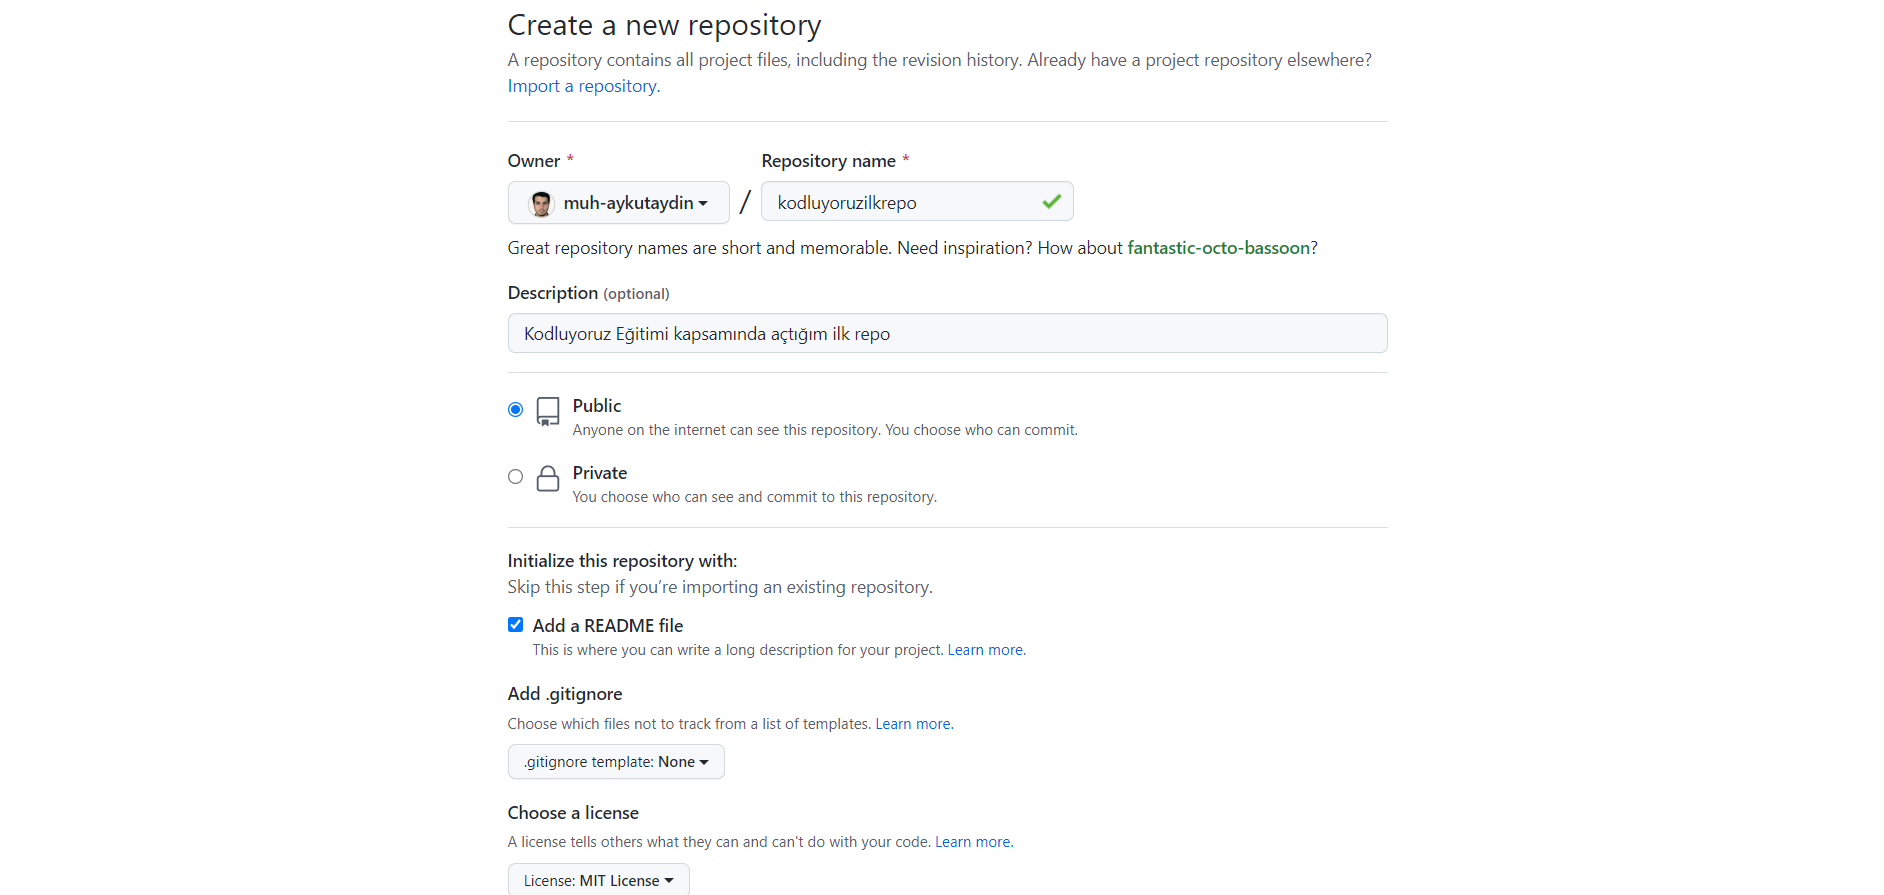 Create a new repository
A repository contains all project files, including the revision history. Already have a project repository elsewhere?
Import a repository.
Owner *
Repository name *
muh-aykutaydin
/
kodluyoruzilkrepo
Great repository names are short and memorable. Need inspiration? How about fantastic-octo-bassoon?
Description (optional)
Kodluyoruz Eğitimi kapsamında açtığım ilk repo
Public
Anyone on the internet can see this repository. You choose who can commit.
Private
You choose who can see and commit to this repository.
Initialize this repository with:
Skip this step if you’re importing an existing repository.
Add a README file
This is where you can write a long description for your project. Learn more.
Add .gitignore
Choose which files not to track from a list of templates. Learn more.
.gitignore template: None
Choose a license
A license tells others what they can and can't do with your code. Learn more.
License: MIT License